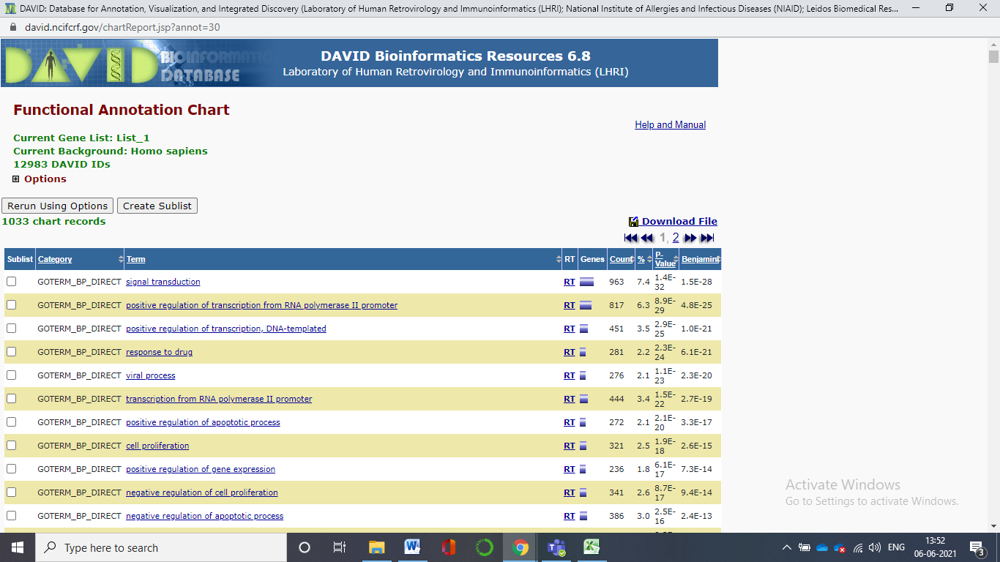 DAVID: Database for Annotation, Visualization, and Integrated Discovery (Laboratory of Human Retrovirology and Immunoinformatics (LHRI); National Institute of Allergies and Infectious Diseases (NIAID); Leidos Biomedical Res...
david.ncifcrf.gov/chartReport.jsp?annot=30
DAVID BIOINFORMATICS DATABASE
DAVID Bioinformatics Resources 6.8
Laboratory of Human Retrovirology and Immunoinformatics (LHRI)
Functional Annotation Chart
Help and Manual
Current Gene List: List_1
Current Background: Homo sapiens
12983 DAVID IDs
Options
Rerun Using Options Create Sublist
1033 chart records Download File
1, 2
Sublist Category Term RT Genes Count % P-Value Benjamini
GOTERM_BP_DIRECT signal transduction RT 963 7.4 1.4E-32 1.5E-28
GOTERM_BP_DIRECT positive regulation of transcription from RNA polymerase II promoter RT 817 6.3 8.9E-29 4.8E-25
GOTERM_BP_DIRECT positive regulation of transcription, DNA-templated RT 451 3.5 2.9E-25 1.0E-21
GOTERM_BP_DIRECT response to drug RT 281 2.2 2.3E-24 6.1E-21
GOTERM_BP_DIRECT viral process RT 276 2.1 1.1E-23 2.3E-20
GOTERM_BP_DIRECT transcription from RNA polymerase II promoter RT 444 3.4 1.5E-22 2.7E-19
GOTERM_BP_DIRECT positive regulation of apoptotic process RT 272 2.1 2.1E-20 3.3E-17
GOTERM_BP_DIRECT cell proliferation RT 321 2.5 1.9E-18 2.6E-15
GOTERM_BP_DIRECT positive regulation of gene expression RT 236 1.8 6.1E-17 7.3E-14
GOTERM_BP_DIRECT negative regulation of cell proliferation RT 341 2.6 8.7E-17 9.4E-14
GOTERM_BP_DIRECT negative regulation of apoptotic process RT 386 3.0 2.5E-16 2.4E-13
Activate Windows
Go to Settings to activate Windows.
Type here to search
ENG
13:52
06-06-2021
3